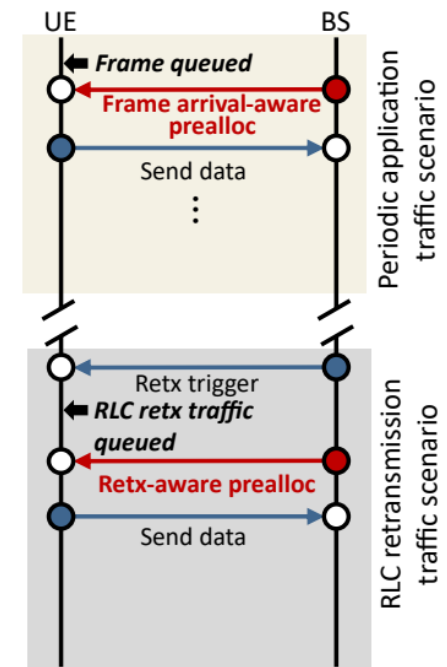 UE
BS
Frame queued
Frame arrival-aware
prealloc
Send data
Periodic application
traffic scenario
Retx trigger
RLC retx traffic
queued
Retx-aware prealloc
Send data
RLC retransmission
traffic scenario